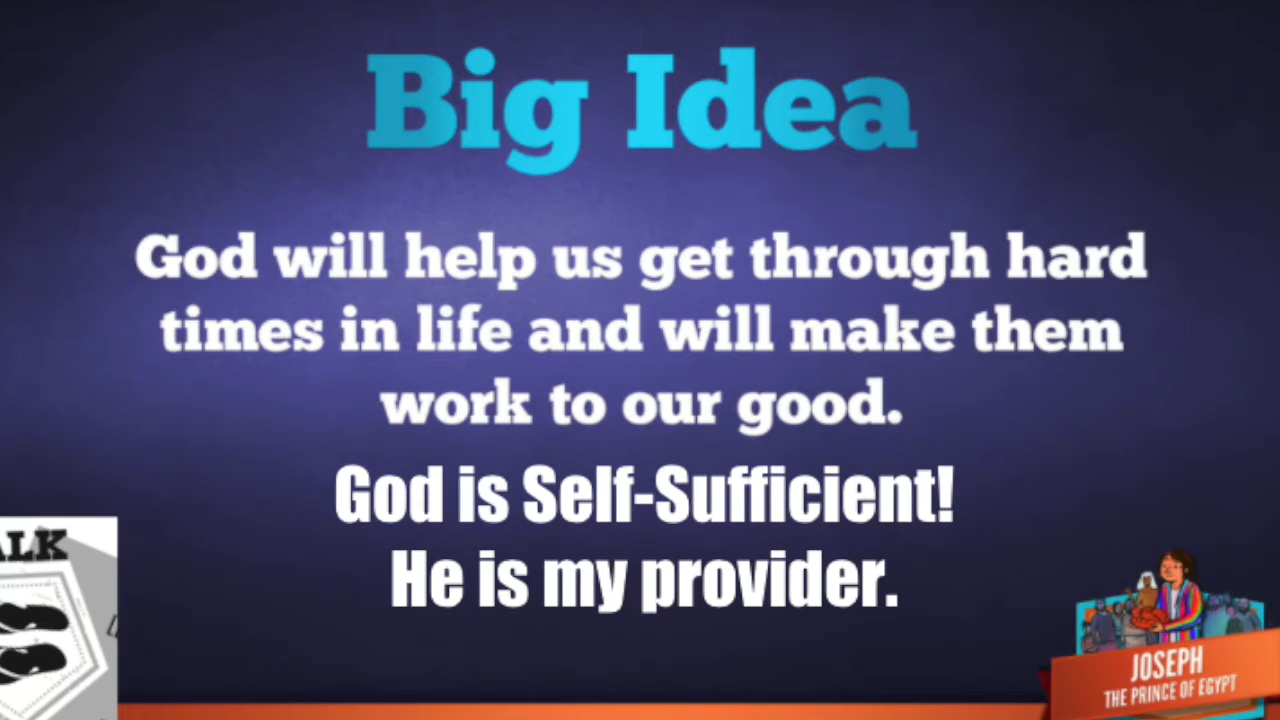 Big Idea
God will help us get through hard
times in life and will make them
work to our good.
God is Self-Sufficient!
He is my provider.
ALK
JOSEPH
THE PRINCE OF EGYPT